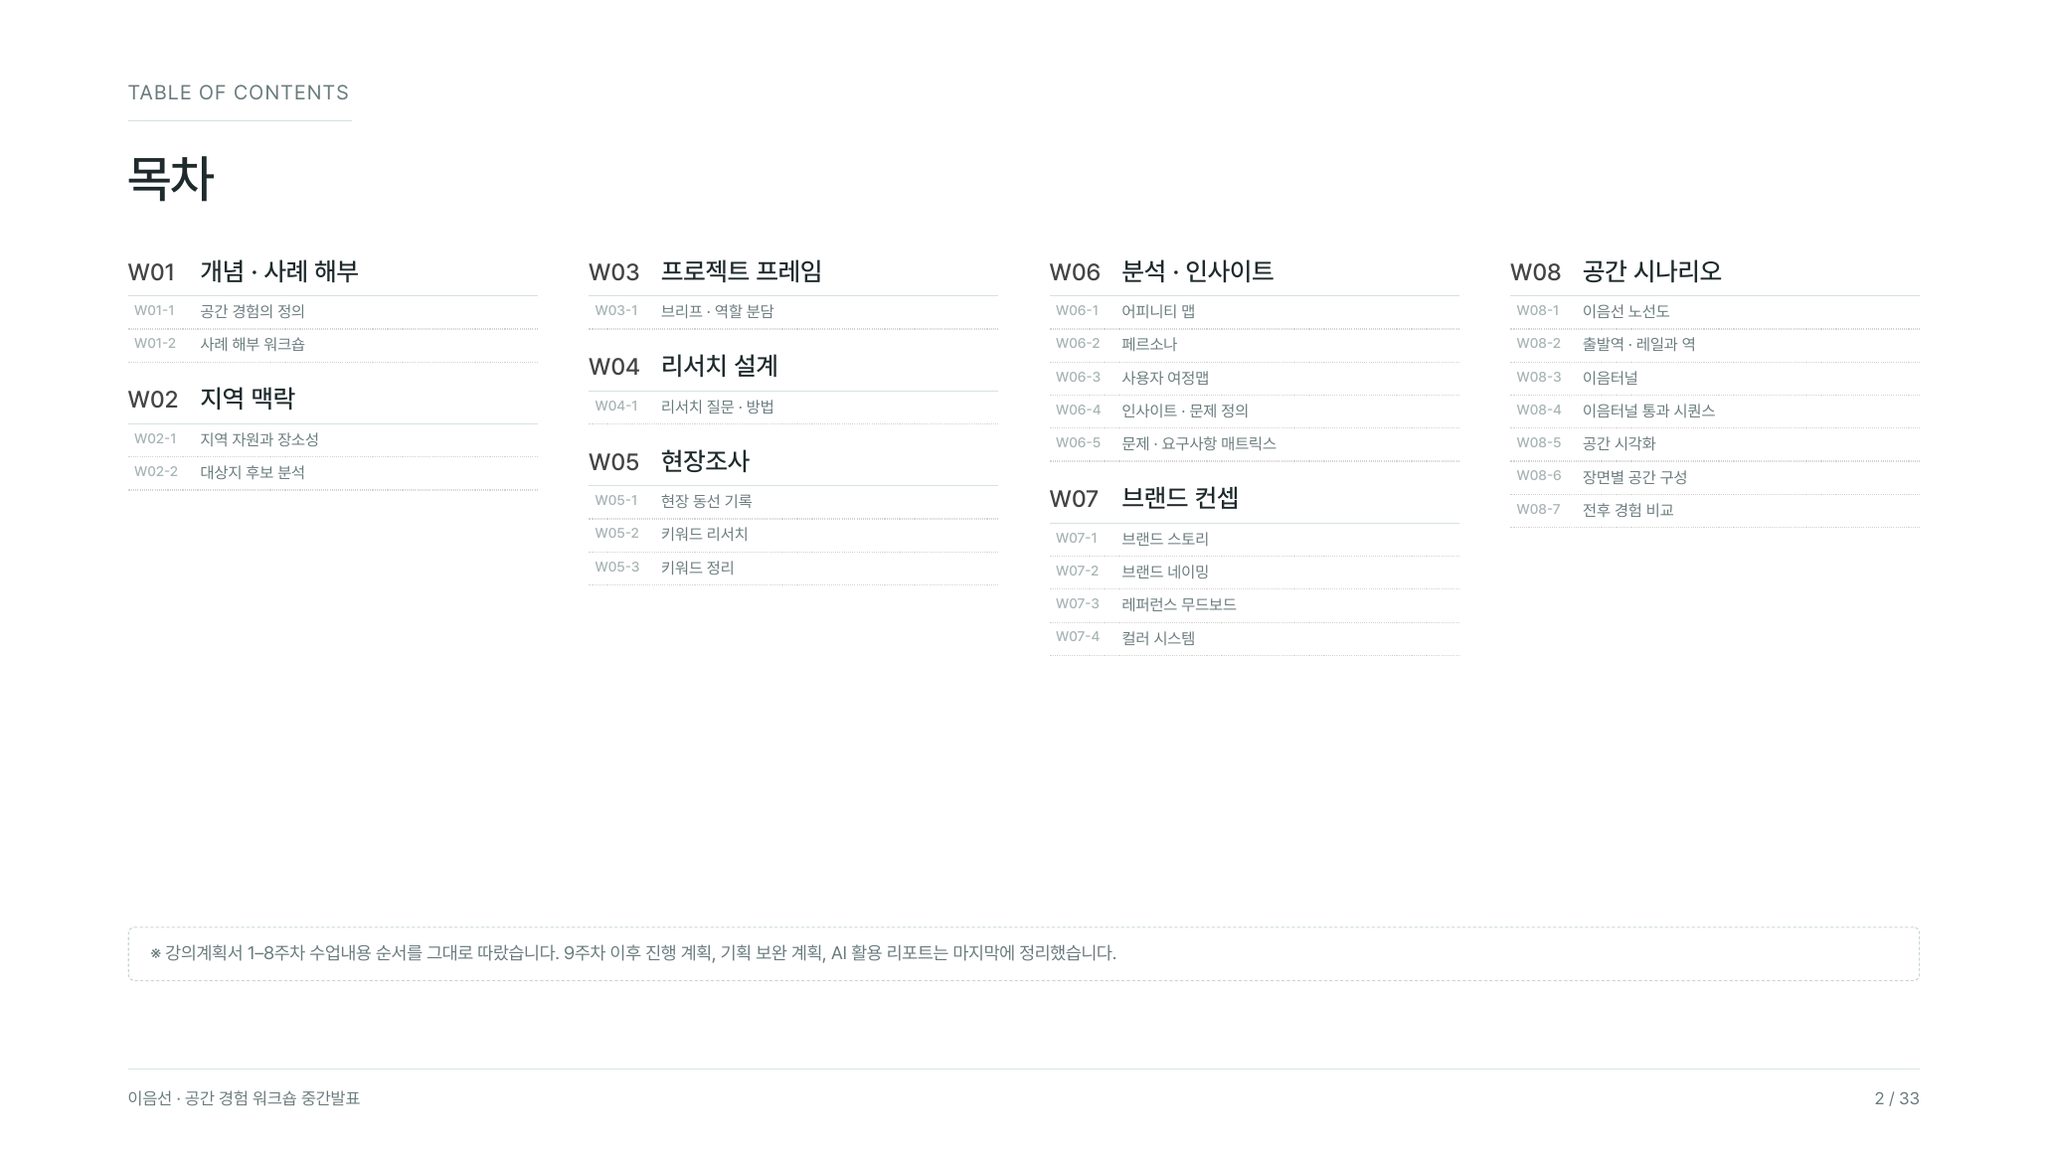 TABLE OF CONTENTS
목차
W01 개념 · 사례 해부
W01-1 공간 경험의 정의
W01-2 사례 해부 워크숍
W02 지역 맥락
W02-1 지역 자원과 장소성
W02-2 대상지 후보 분석
W03 프로젝트 프레임
W03-1 브리프 · 역할 분담
W04 리서치 설계
W04-1 리서치 질문 · 방법
W05 현장조사
W05-1 현장 동선 기록
W05-2 키워드 리서치
W05-3 키워드 정리
W06 분석 · 인사이트
W06-1 어피니티 맵
W06-2 페르소나
W06-3 사용자 여정맵
W06-4 인사이트 · 문제 정의
W06-5 문제 · 요구사항 매트릭스
W07 브랜드 컨셉
W07-1 브랜드 스토리
W07-2 브랜드 네이밍
W07-3 레퍼런스 무드보드
W07-4 컬러 시스템
W08 공간 시나리오
W08-1 이음선 노선도
W08-2 출발역 · 레일과 역
W08-3 이음터널
W08-4 이음터널 통과 시퀀스
W08-5 공간 시각화
W08-6 장면별 공간 구성
W08-7 전후 경험 비교
※ 강의계획서 1–8주차 수업내용 순서를 그대로 따랐습니다. 9주차 이후 진행 계획, 기획 보완 계획, AI 활용 리포트는 마지막에 정리했습니다.
이음선 · 공간 경험 워크숍 중간발표
2 / 33